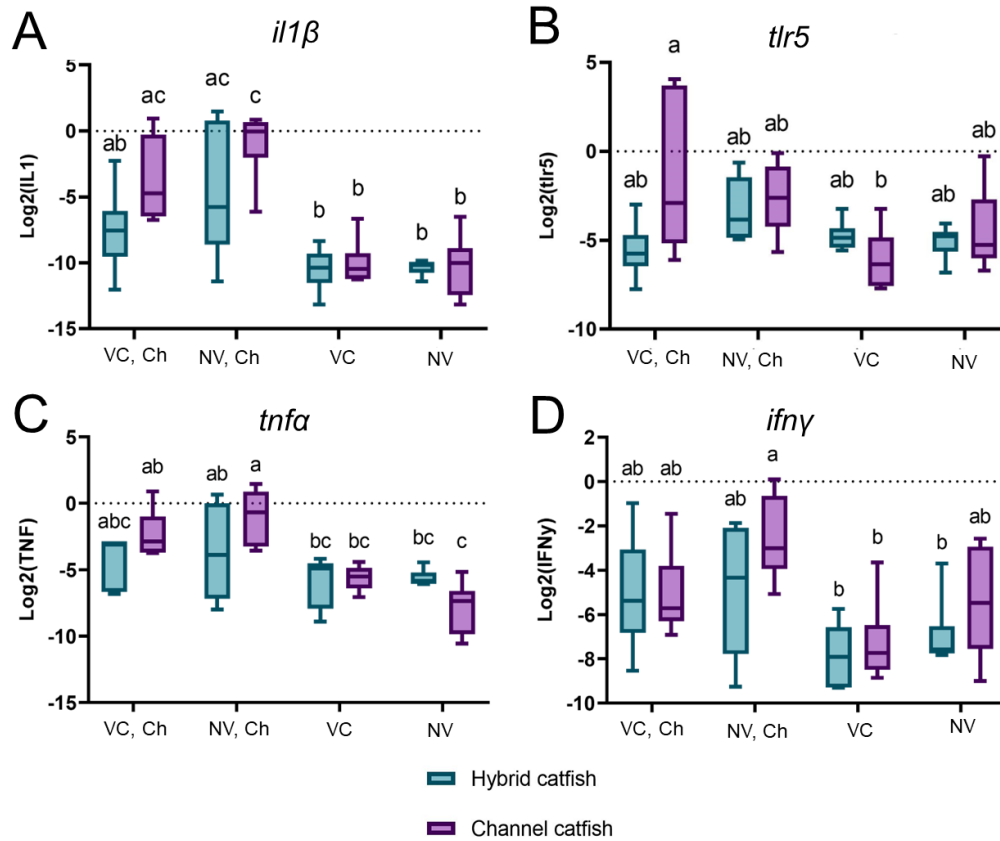 A
il1β
Log2(IL1)
5
0
-5
-10
-15
ab
ac
ac
c
b
b
b
b
VC, Ch
NV, Ch
VC
NV
B
tlr5
Log2(tlr5)
5
0
-5
-10
ab
a
ab
ab
ab
b
ab
ab
VC, Ch
NV, Ch
VC
NV
C
tnfα
Log2(TNF)
5
0
-5
-10
-15
abc
ab
ab
a
bc
bc
bc
c
VC, Ch
NV, Ch
VC
NV
D
ifnγ
Log2(IFNy)
2
0
-2
-4
-6
-8
-10
ab
ab
ab
a
b
b
b
ab
VC, Ch
NV, Ch
VC
NV
Hybrid catfish
Channel catfish